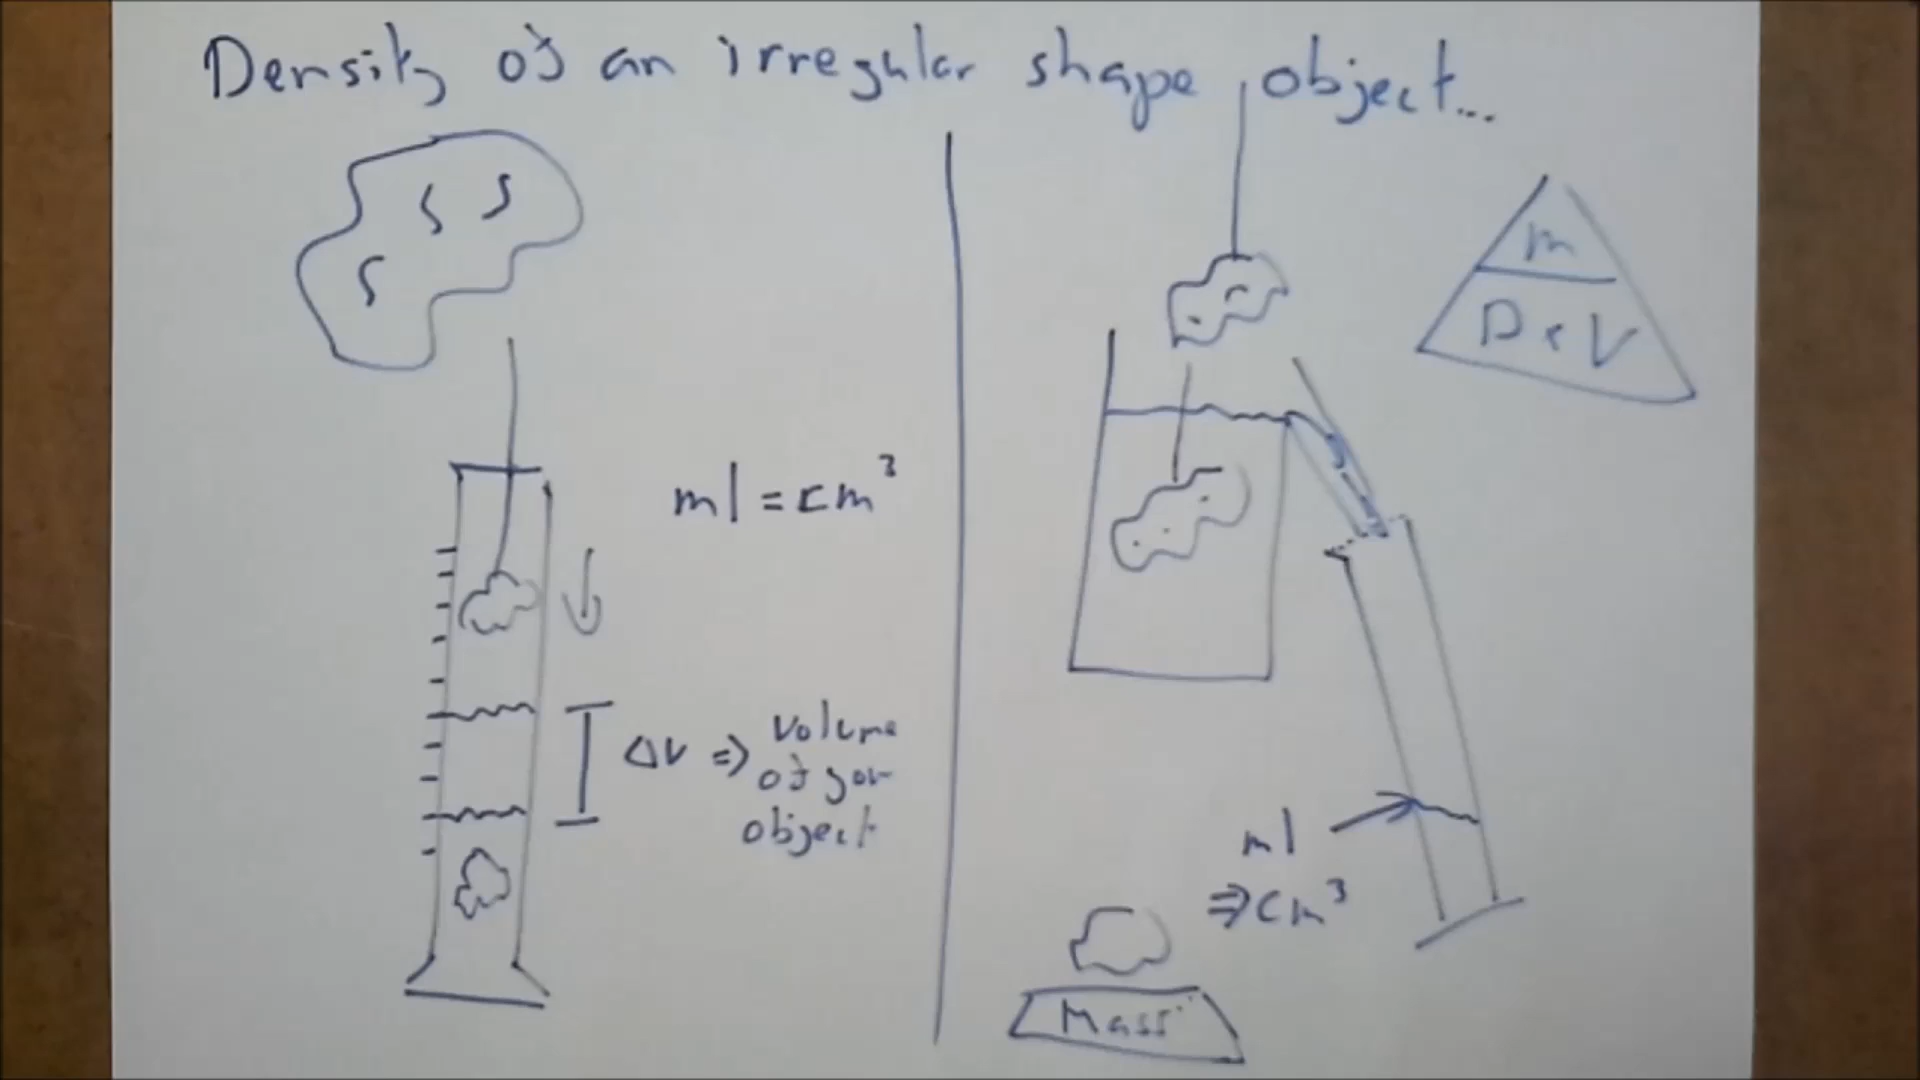 Density of an irregular shape object...
m
D × V
ml = cm³
ΔV ⇒ volume
of your
object
ml
⇒ cm³
Mass